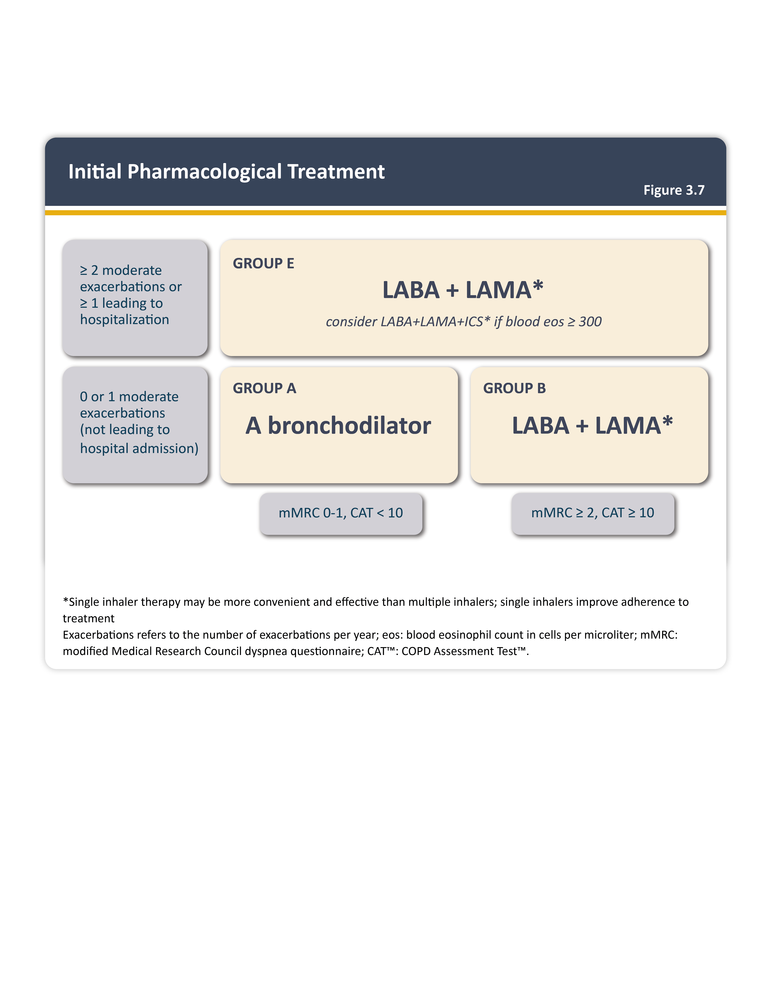 Initial Pharmacological Treatment
Figure 3.7
≥ 2 moderate
exacerbations or
≥ 1 leading to
hospitalization
GROUP E
LABA + LAMA*
consider LABA+LAMA+ICS* if blood eos ≥ 300
0 or 1 moderate
exacerbations
(not leading to
hospital admission)
GROUP A
A bronchodilator
GROUP B
LABA + LAMA*
mMRC 0-1, CAT < 10
mMRC ≥ 2, CAT ≥ 10
*Single inhaler therapy may be more convenient and effective than multiple inhalers; single inhalers improve adherence to
treatment
Exacerbations refers to the number of exacerbations per year; eos: blood eosinophil count in cells per microliter; mMRC:
modified Medical Research Council dyspnea questionnaire; CAT™: COPD Assessment Test™.